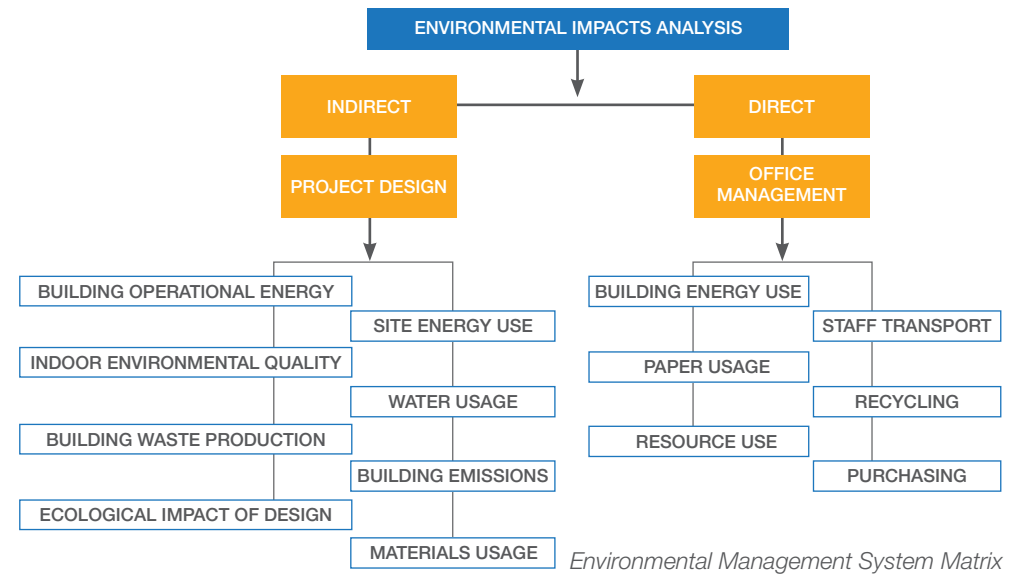 ENVIRONMENTAL IMPACTS ANALYSIS
INDIRECT
DIRECT
PROJECT DESIGN
OFFICE
MANAGEMENT
BUILDING OPERATIONAL ENERGY
SITE ENERGY USE
INDOOR ENVIRONMENTAL QUALITY
WATER USAGE
BUILDING WASTE PRODUCTION
BUILDING EMISSIONS
ECOLOGICAL IMPACT OF DESIGN
MATERIALS USAGE
BUILDING ENERGY USE
STAFF TRANSPORT
PAPER USAGE
RECYCLING
RESOURCE USE
PURCHASING
Environmental Management System Matrix